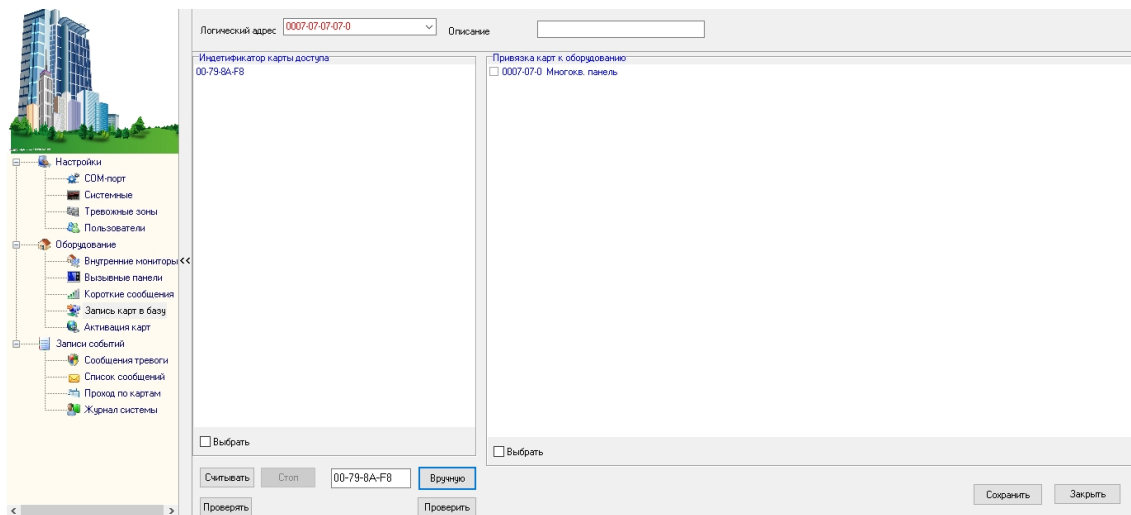 Логический адрес 0007-07-07-07-0 Описание
Индетификатор карты доступа
00-79-8A-F8
Привязка карт к оборудованию
0007-07-0 Многокв. панель
Настройки
COM-порт
Системные
Тревожные зоны
Пользователи
Оборудование
Внутренние мониторы
<<
Вызывные панели
Короткие сообщения
Запись карт в базу
Активация карт
Записи событий
Сообщения тревоги
Список сообщений
Проход по картам
Журнал системы
Выбрать
Выбрать
Считывать Стоп 00-79-8A-F8 Вручную
Проверять Проверить
Сохранить Закрыть